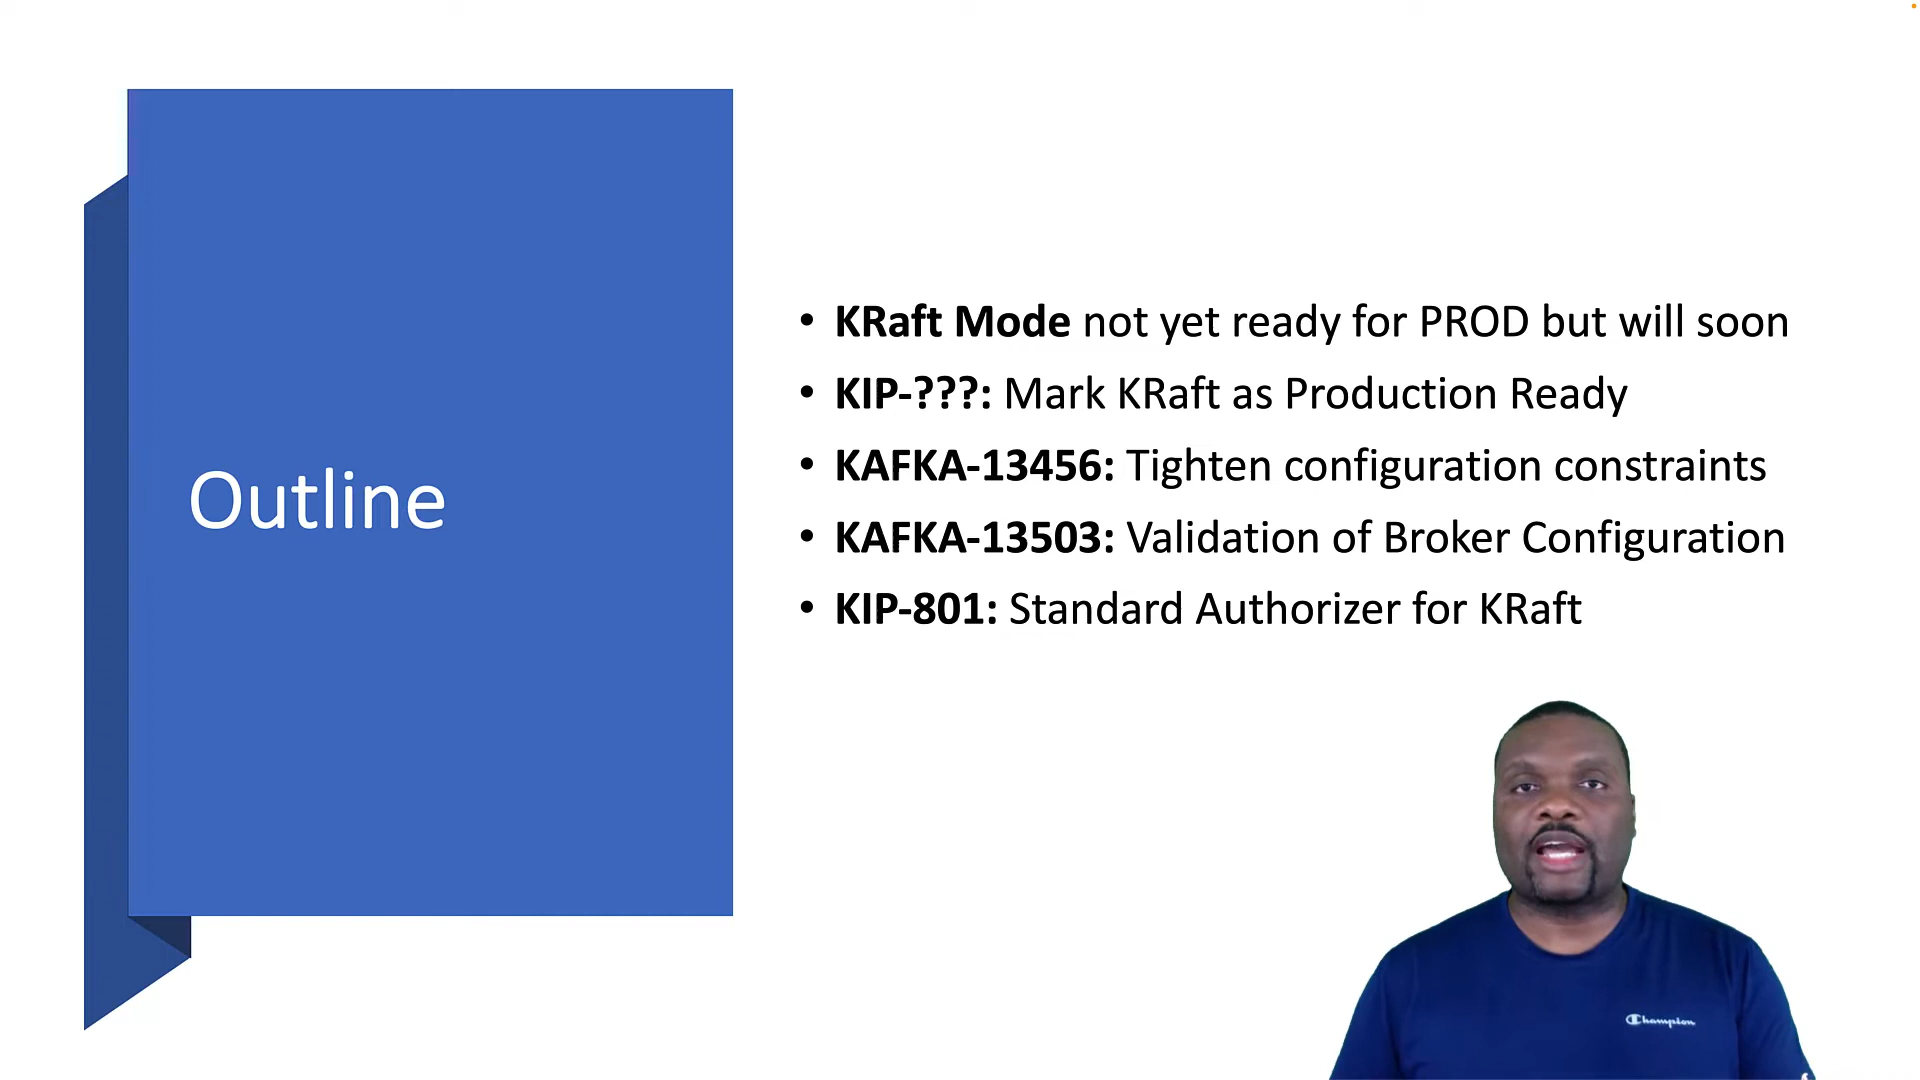 Outline
• KRaft Mode not yet ready for PROD but will soon
• KIP-???: Mark KRaft as Production Ready
• KAFKA-13456: Tighten configuration constraints
• KAFKA-13503: Validation of Broker Configuration
• KIP-801: Standard Authorizer for KRaft
Champion